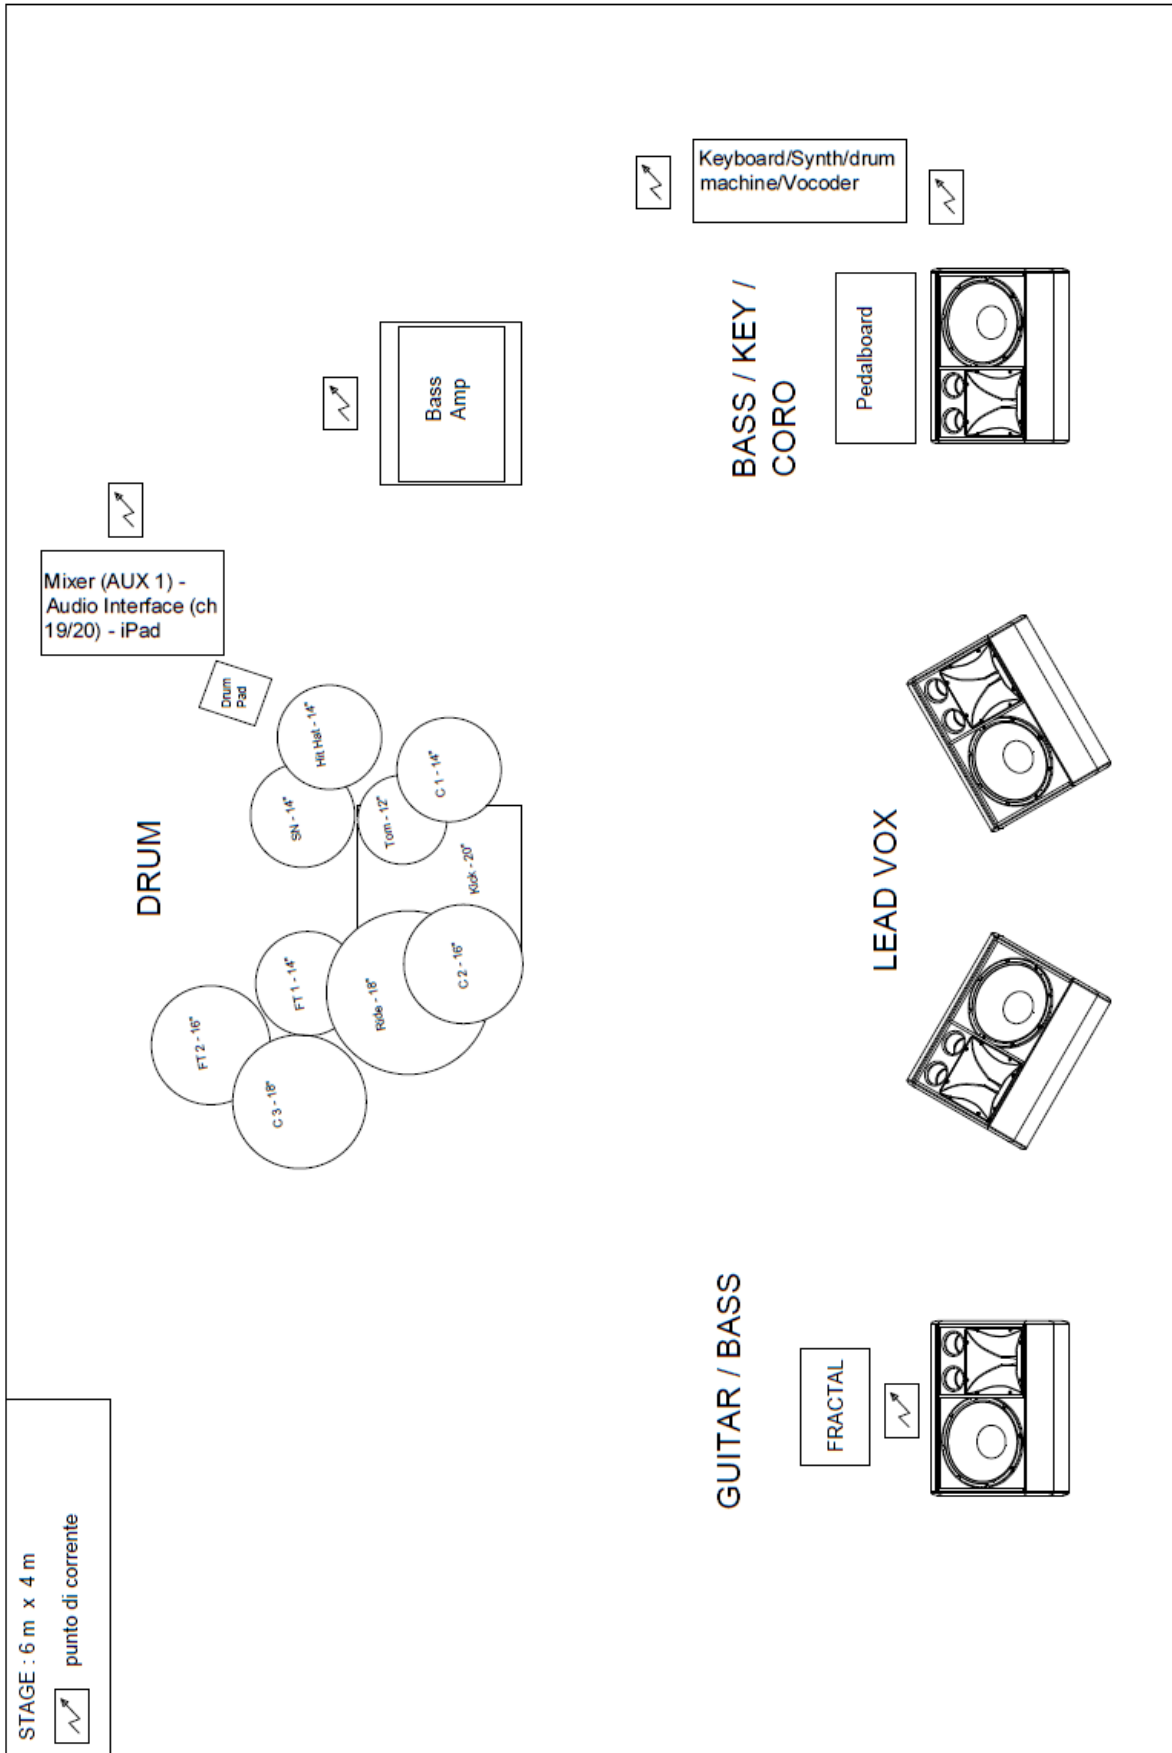 STAGE : 6 m x 4 m
punto di corrente
Mixer (AUX 1) -
Audio Interface (ch
19/20) - iPad
Drum
Pad
DRUM
Hit Hat - 14"
SN - 14"
Tom - 12"
C 1 - 14"
Kick - 20"
FT 1 - 14"
FT 2 - 16"
Ride - 18"
C 2 - 16"
C 3 - 18"
Bass
Amp
Keyboard/Synth/drum
machine/Vocoder
GUITAR / BASS
FRACTAL
LEAD VOX
BASS / KEY /
CORO
Pedalboard